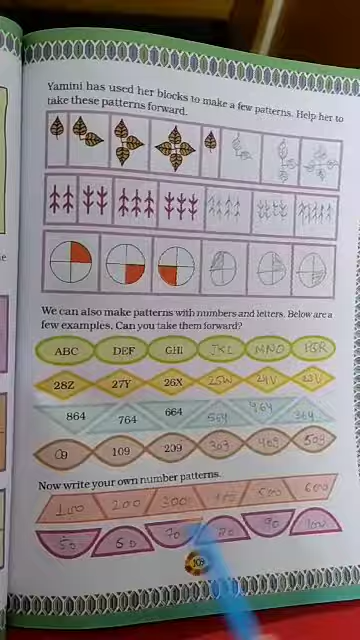 Yamini has used her blocks to make a few patterns. Help her to
take these patterns forward.
We can also make patterns with numbers and letters. Below are a
few examples. Can you take them forward?
ABC DEF GHI JKL MNO PQR
28Z 27Y 26X 25W 24V
864 764 664 564 464 364
09 109 209 409 509
Now write your own number patterns.
100 200 300 400 500 600
50 60 70 80 90 100